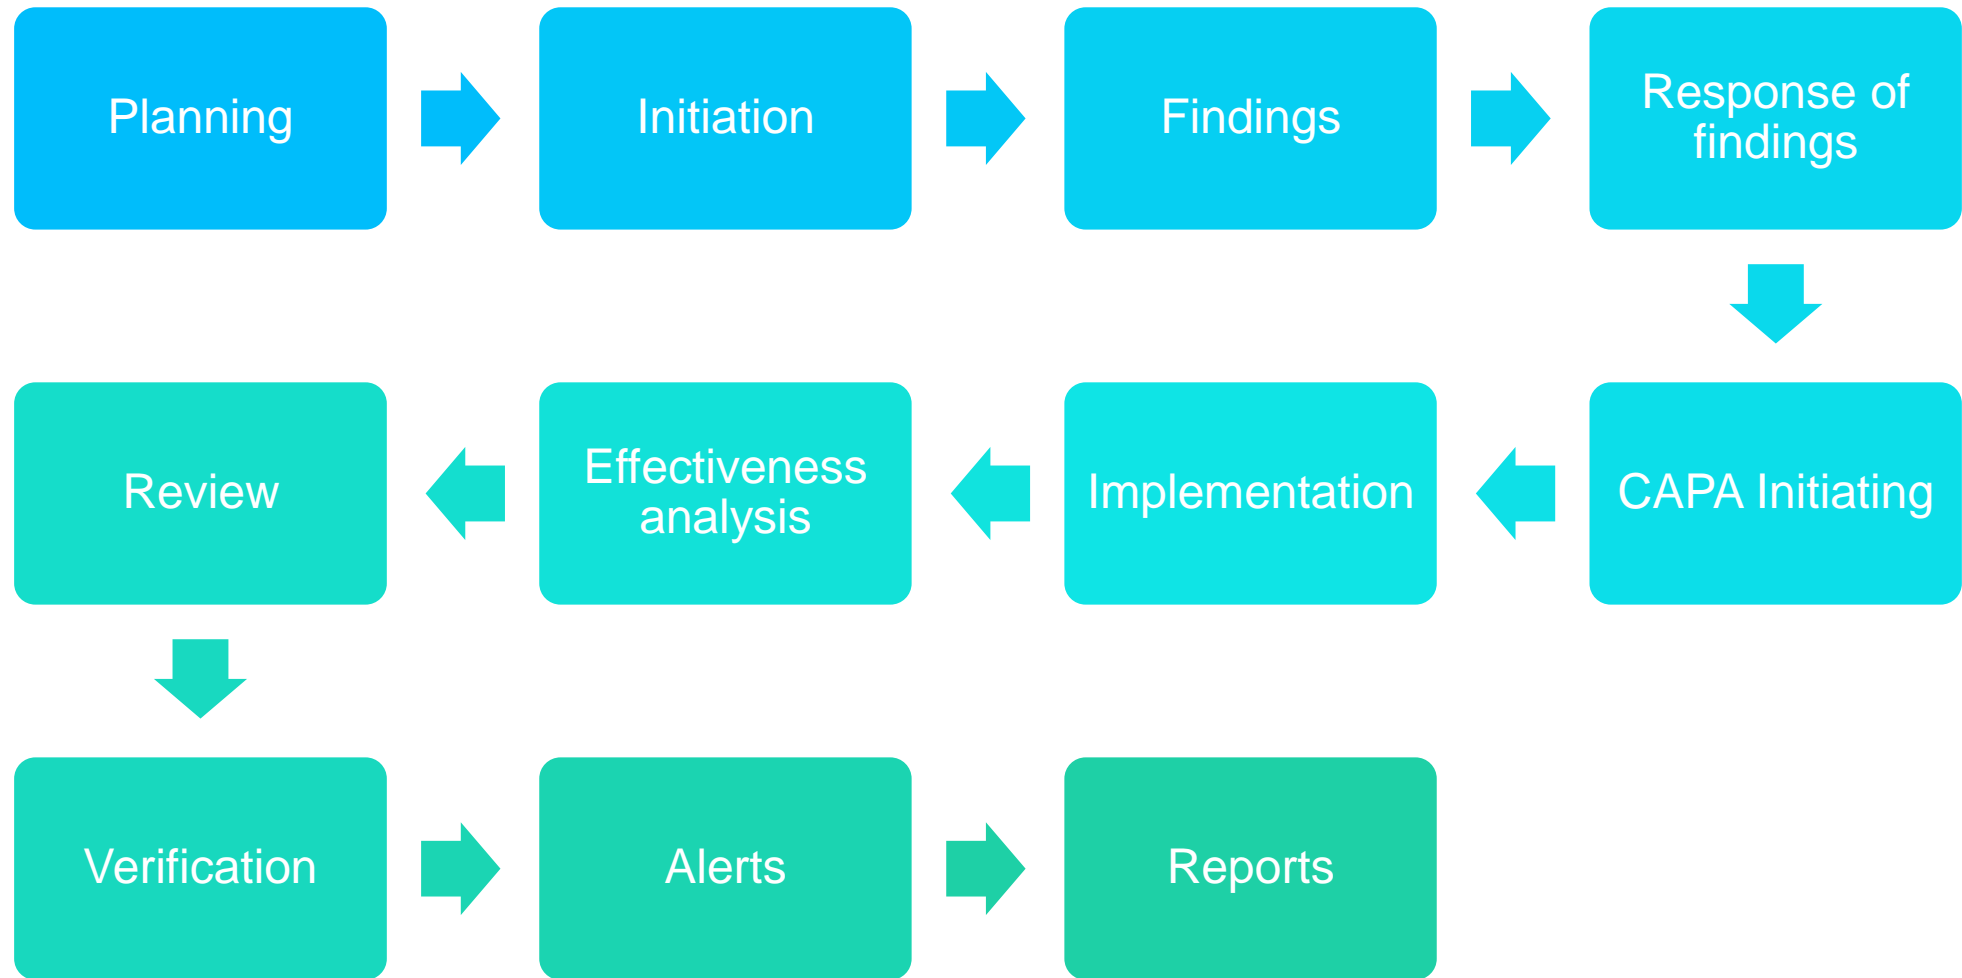 Planning
Initiation
Findings
Response of
findings
CAPA Initiating
Implementation
Effectiveness
analysis
Review
Verification
Alerts
Reports